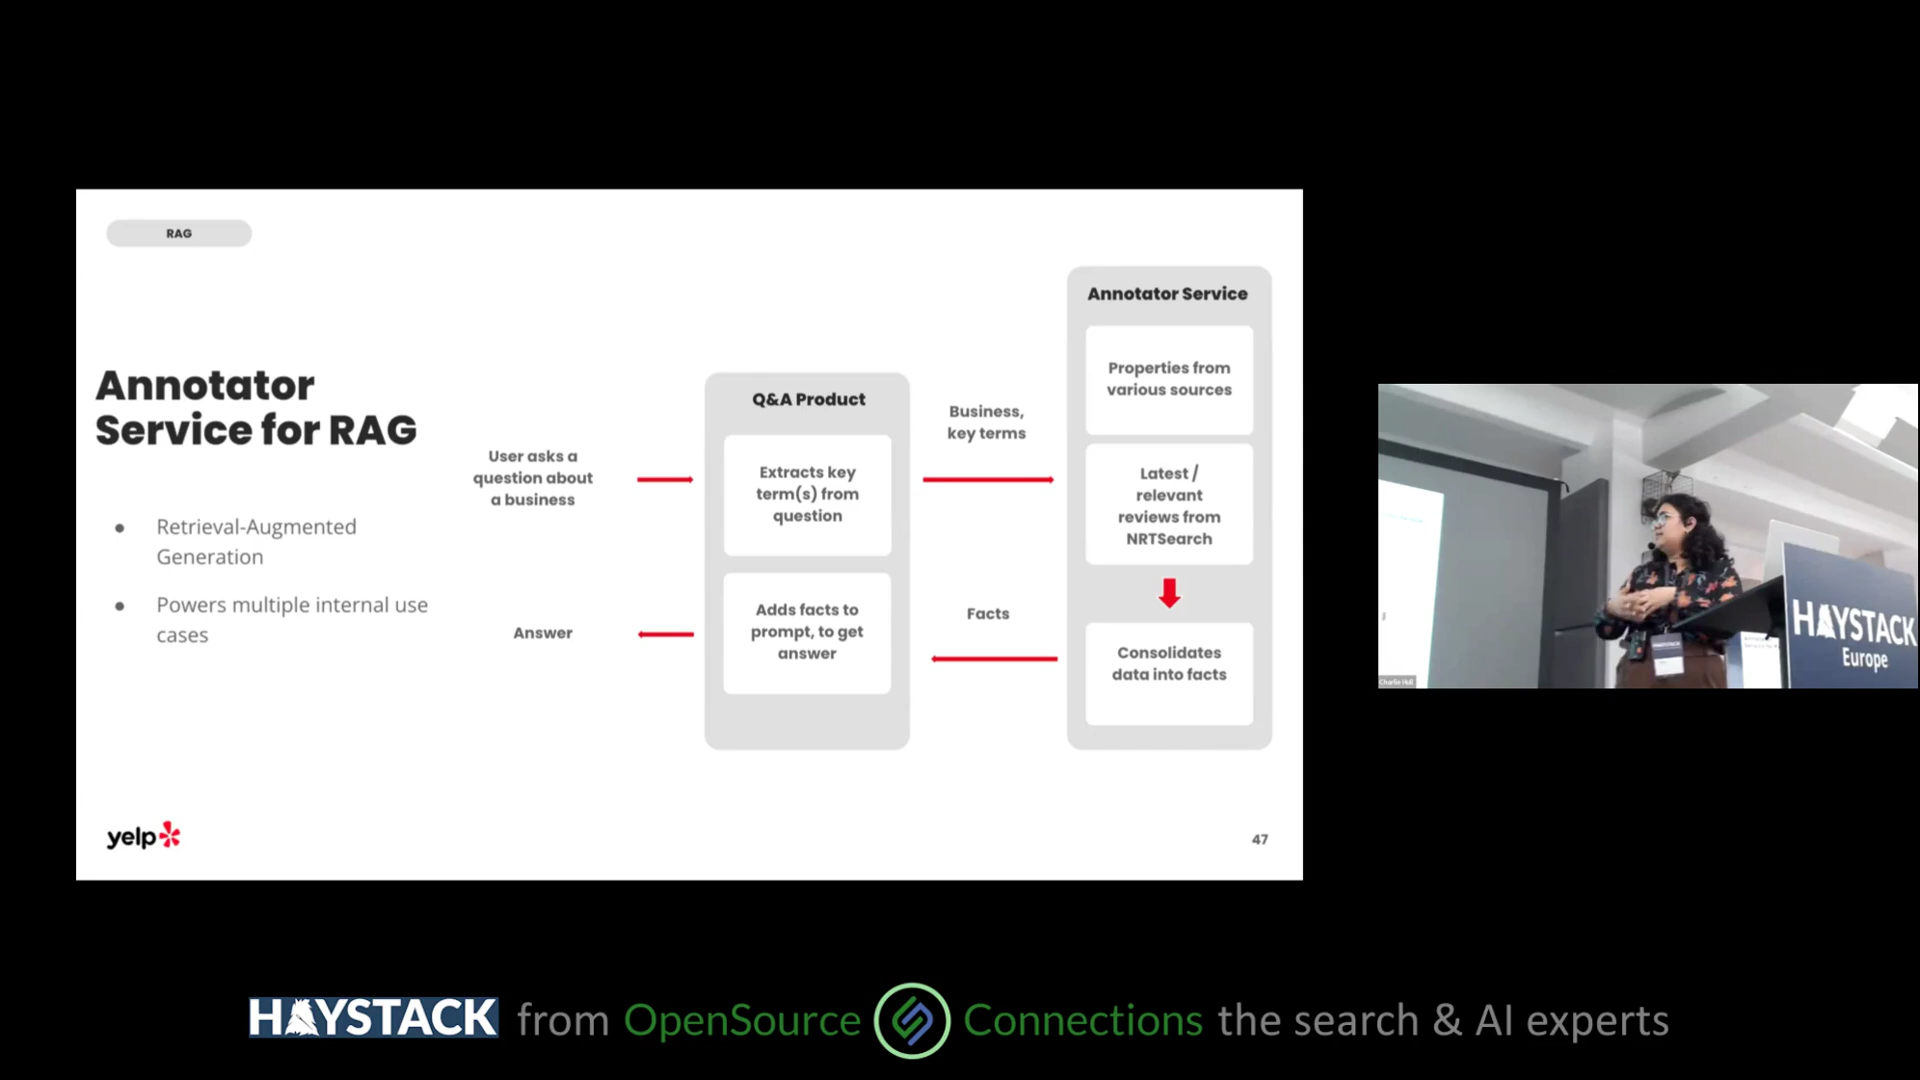 RAG
Annotator
Service for RAG
● Retrieval-Augmented
Generation
● Powers multiple internal use
cases
User asks a
question about
a business
Answer
Q&A Product
Extracts key
term(s) from
question
Adds facts to
prompt, to get
answer
Business,
key terms
Facts
Annotator Service
Properties from
various sources
Latest /
relevant
reviews from
NRTSearch
Consolidates
data into facts
yelp
47
HAYSTACK
Europe
Charlie Hull
HAYSTACK from OpenSource Connections the search & AI experts